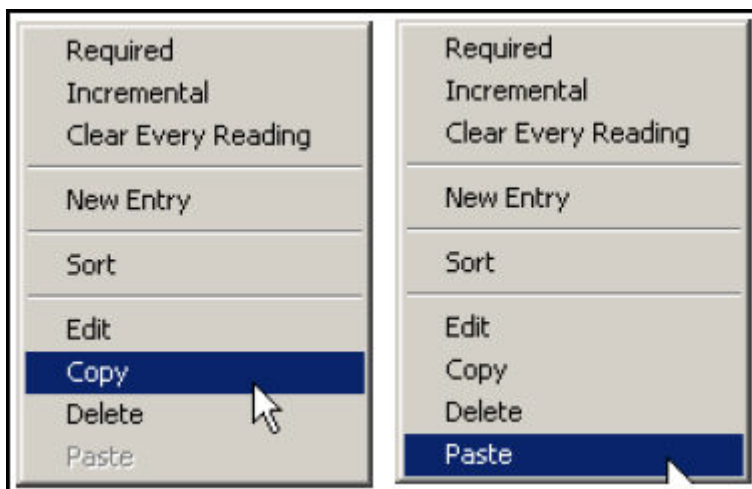 Required
Incremental
Clear Every Reading
New Entry
Sort
Edit
Copy
Delete
Paste
Required
Incremental
Clear Every Reading
New Entry
Sort
Edit
Copy
Delete
Paste